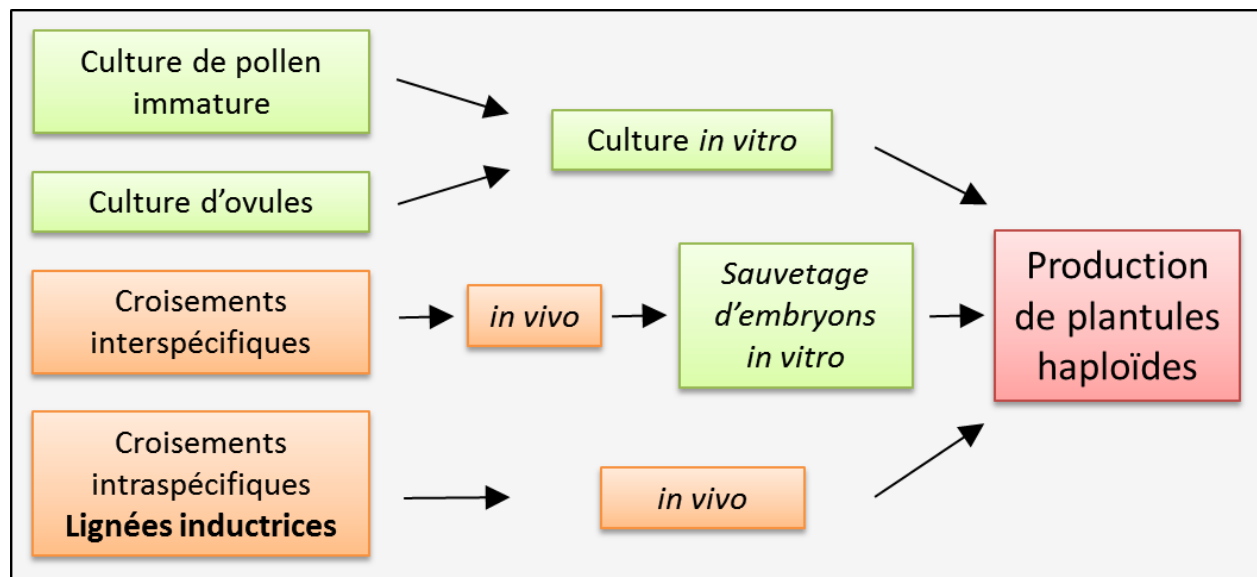 Culture de pollen
immature
Culture in vitro
Culture d'ovules
Croisements
interspécifiques
in vivo
Sauvetage
d'embryons
in vitro
Production
de plantules
haploïdes
Croisements
intraspécifiques
Lignées inductrices
in vivo